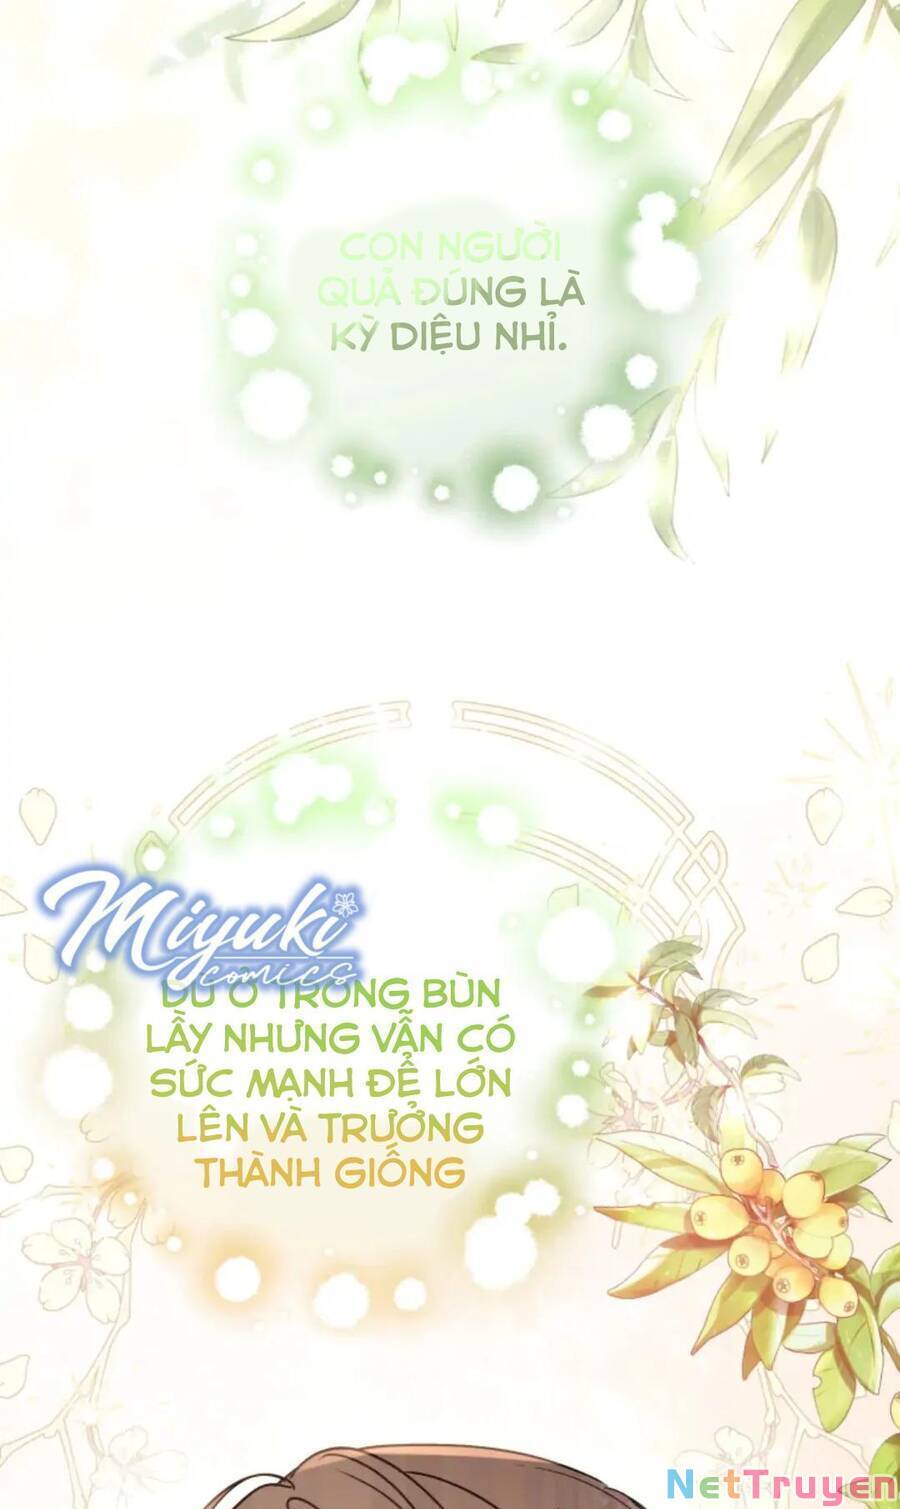 CON NGƯỜI
QUẢ ĐÚNG LÀ
KỲ DIỆU NHỈ.
Miyuki
comics
DÙ Ở TRONG BÙN
LẦY NHƯNG VẪN CÓ
SỨC MẠNH ĐỂ LỚN
LÊN VÀ TRƯỞNG
THÀNH GIỐNG
NetTruyen